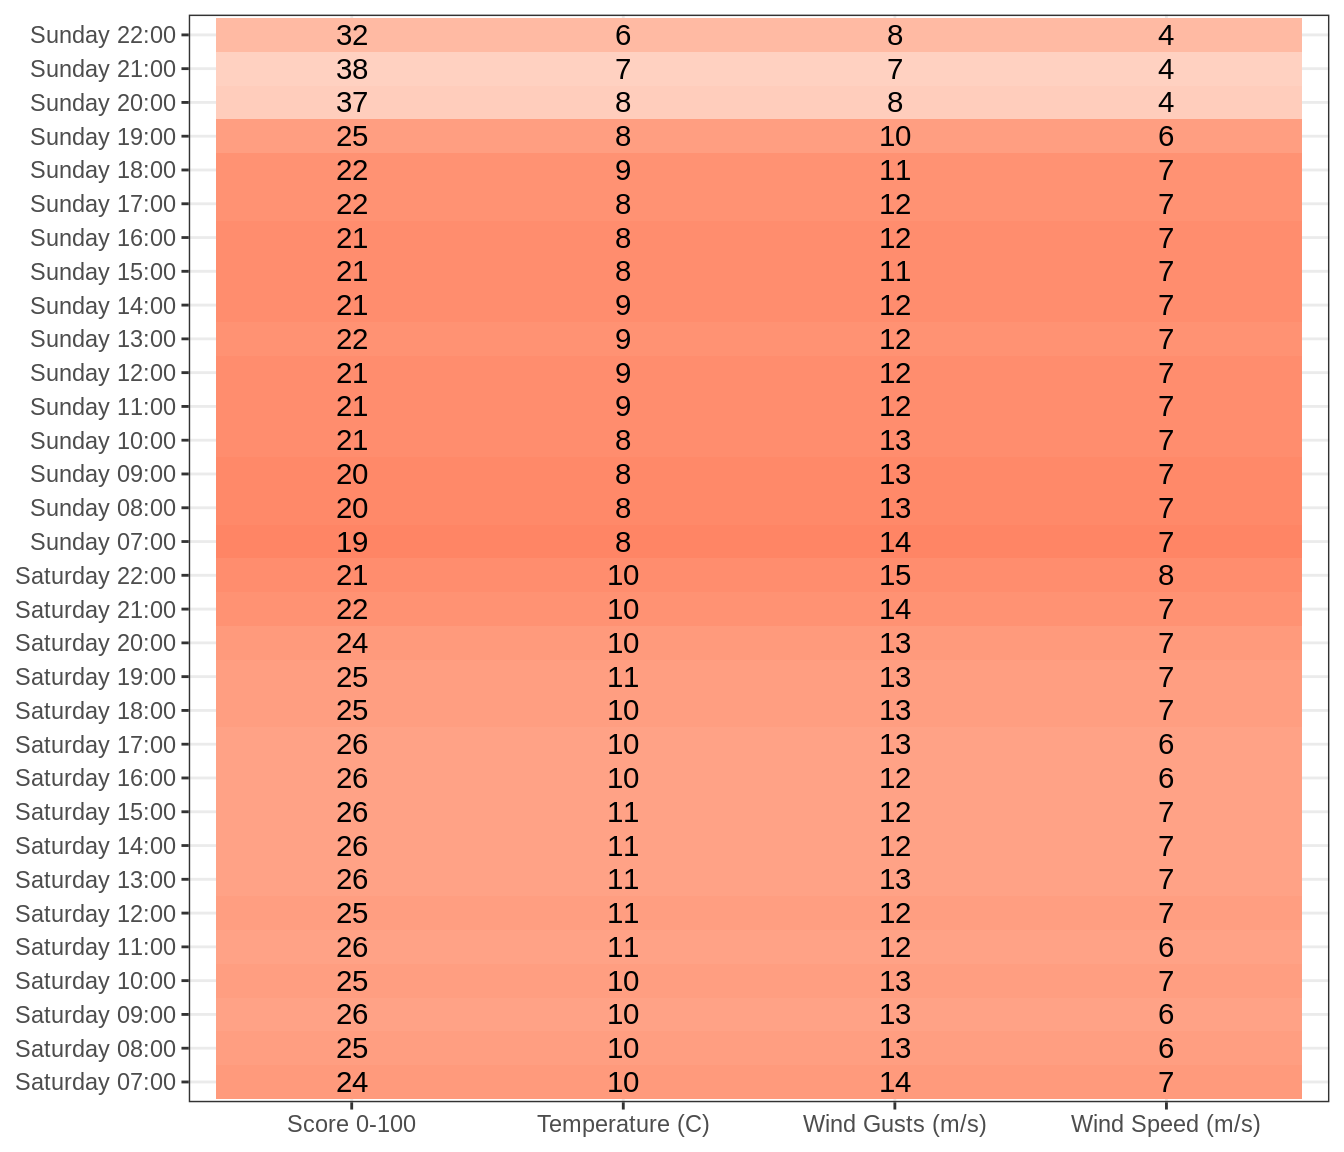 Sunday 22:00 32 6 8 4
Sunday 21:00 38 7 7 4
Sunday 20:00 37 8 8 4
Sunday 19:00 25 8 10 6
Sunday 18:00 22 9 11 7
Sunday 17:00 22 8 12 7
Sunday 16:00 21 8 12 7
Sunday 15:00 21 8 11 7
Sunday 14:00 21 9 12 7
Sunday 13:00 22 9 12 7
Sunday 12:00 21 9 12 7
Sunday 11:00 21 9 12 7
Sunday 10:00 21 8 13 7
Sunday 09:00 20 8 13 7
Sunday 08:00 20 8 13 7
Sunday 07:00 19 8 14 7
Saturday 22:00 21 10 15 8
Saturday 21:00 22 10 14 7
Saturday 20:00 24 10 13 7
Saturday 19:00 25 11 13 7
Saturday 18:00 25 10 13 7
Saturday 17:00 26 10 13 6
Saturday 16:00 26 10 12 6
Saturday 15:00 26 11 12 7
Saturday 14:00 26 11 12 7
Saturday 13:00 26 11 13 7
Saturday 12:00 25 11 12 7
Saturday 11:00 26 11 12 6
Saturday 10:00 25 10 13 7
Saturday 09:00 26 10 13 6
Saturday 08:00 25 10 13 6
Saturday 07:00 24 10 14 7
Score 0-100 Temperature (C) Wind Gusts (m/s) Wind Speed (m/s)